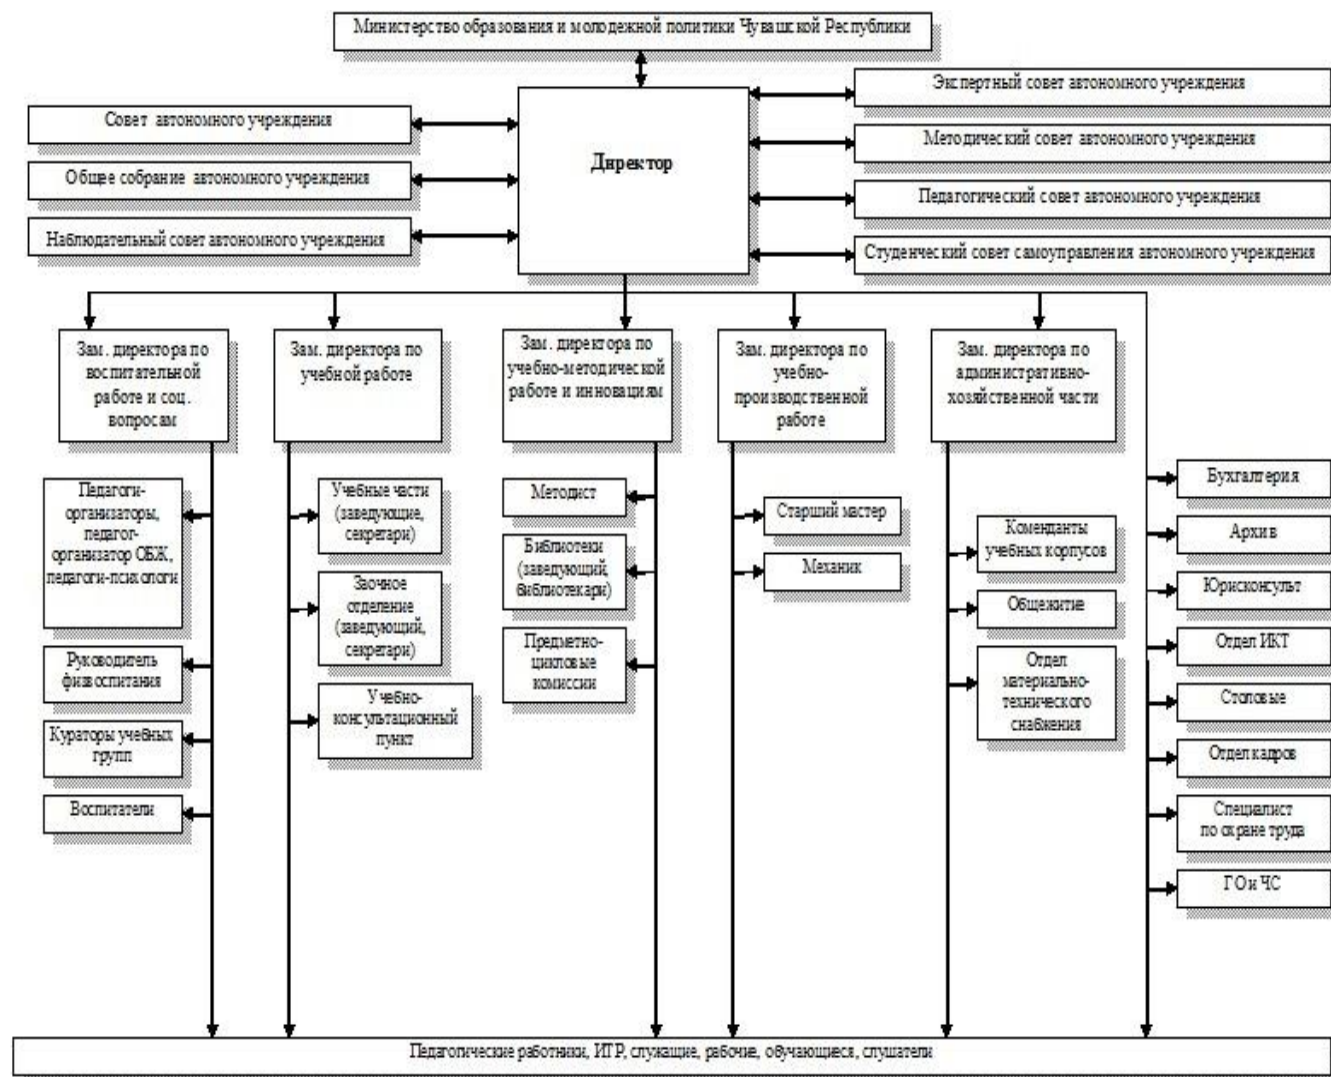 Министерство образования и молодежной политики Чувашской Республики
Совет автономного учреждения
Общее собрание автономного учреждения
Наблюдательный совет автономного учреждения
Директор
Экспертный совет автономного учреждения
Методический совет автономного учреждения
Педагогический совет автономного учреждения
Студенческий совет самоуправления автономного учреждения
Зам. директора по
воспитательной
работе и соц.
вопросам
Зам. директора по
учебной работе
Зам. директора по
учебно-методической
работе и инновациям
Зам. директора по
учебно-
производственной
работе
Зам. директора по
административно-
хозяйственной части
Педагоги-
организаторы,
педагог-
организатор ОБЖ,
педагоги-психологи
Руководитель
физвоспитания
Кураторы учебных
групп
Воспитатели
Учебные части
(заведующие,
секретари)
Заочное
отделение
(заведующий,
секретари)
Учебно-
консультационный
пункт
Методист
Библиотеки
(заведующий,
библиотекари)
Предметно-
цикловые
комиссии
Старший мастер
Механик
Коменданты
учебных корпусов
Общежитие
Отдел
материально-
технического
снабжения
Бухгалтерия
Архив
Юрисконсульт
Отдел ИКТ
Столовые
Отдел кадров
Специалист
по охране труда
ГО и ЧС
Педагогические работники, ИТР, служащие, рабочие, обучающиеся, слушатели